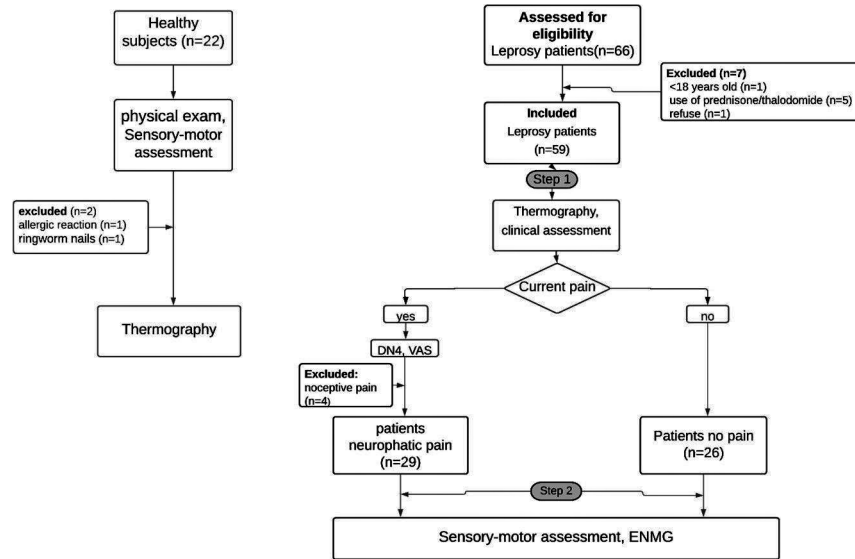 Healthy
subjects (n=22)
physical exam,
Sensory-motor
assessment
excluded (n=2)
allergic reaction (n=1)
ringworm nails (n=1)
Thermography
Assessed for
eligibility
Leprosy patients(n=66)
Excluded (n=7)
<18 years old (n=1)
use of prednisone/thalodomide (n=5)
refuse (n=1)
Included
Leprosy patients
(n=59)
Step 1
Thermography,
clinical assessment
Current pain
yes
no
DN4, VAS
Excluded:
noceptive pain
(n=4)
patients
neurophatic pain
(n=29)
Patients no pain
(n=26)
Step 2
Sensory-motor assessment, ENMG